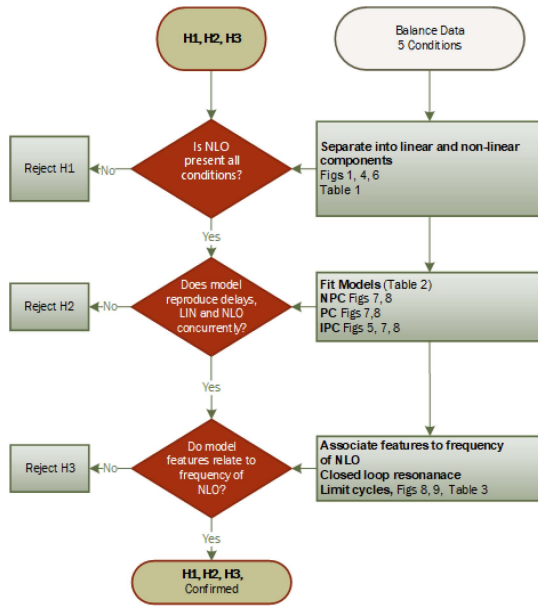 H1, H2, H3
Balance Data
5 Conditions
Is NLO
present all
conditions?
No
Reject H1
Separate into linear and non-linear
components
Figs 1, 4, 6
Table 1
Yes
Does model
reproduce delays,
LIN and NLO
concurrently?
No
Reject H2
Fit Models (Table 2)
NPC Figs 7, 8
PC Figs 7,8
IPC Figs 5, 7, 8
Yes
Do model
features relate to
frequency of
NLO?
No
Reject H3
Associate features to frequency
of NLO
Closed loop resonanace
Limit cycles, Figs 8, 9, Table 3
Yes
H1, H2, H3,
Confirmed